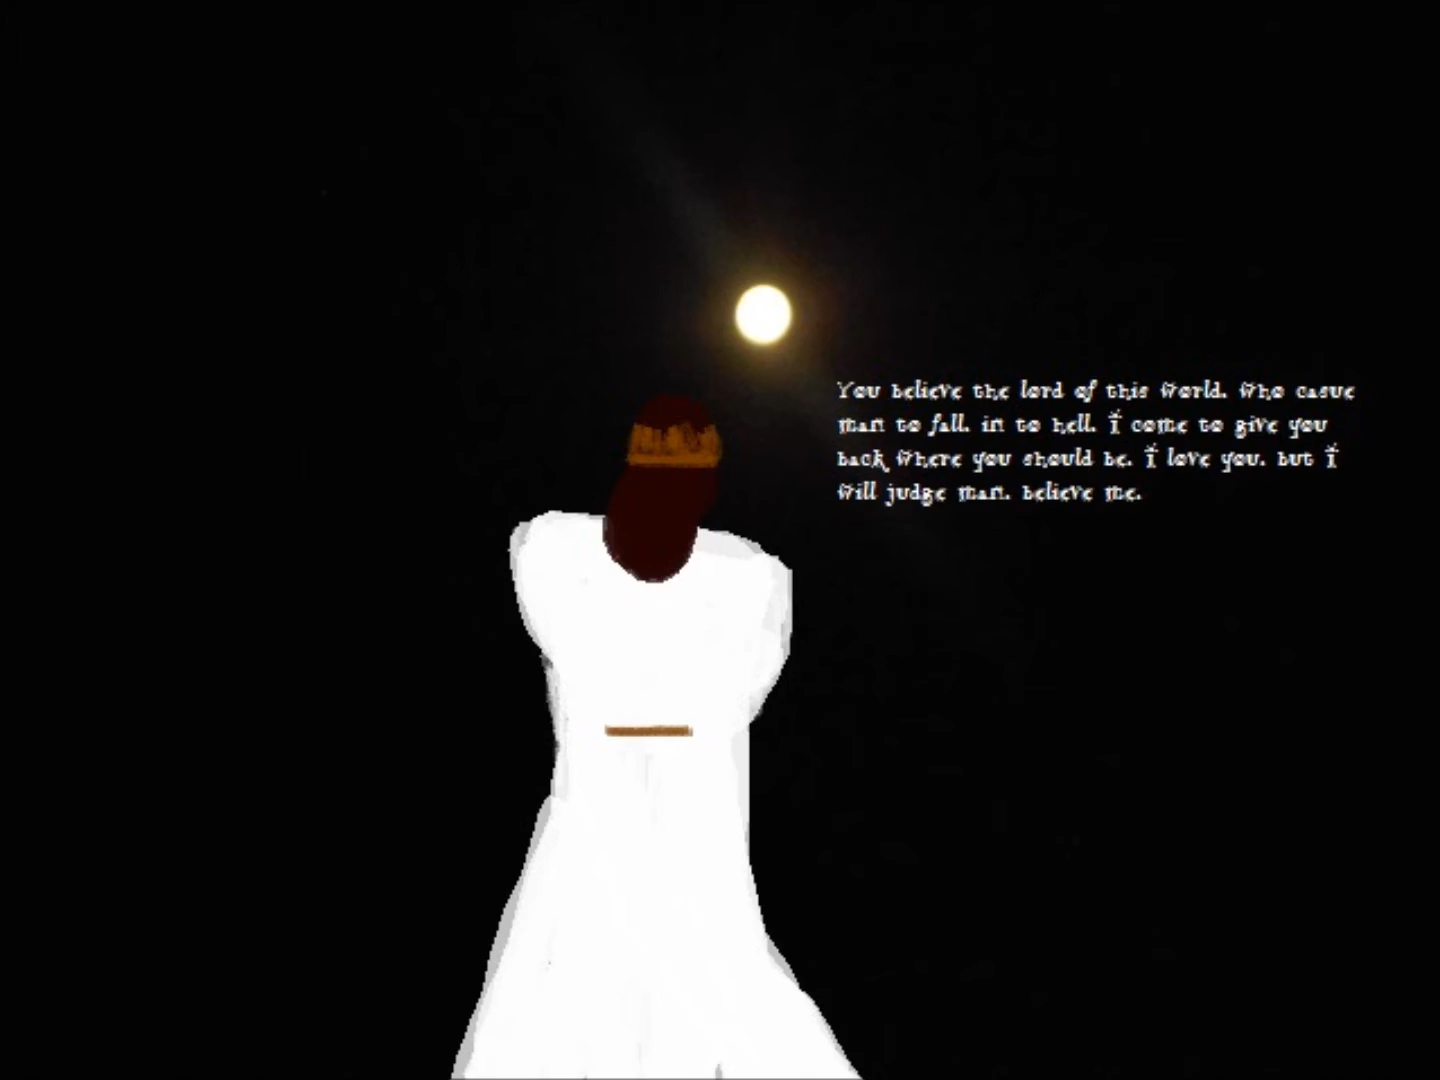 You believe the lord of this world. Who casue
man to fall. in to hell. I come to give you
back where you should be. I love you. but I
will judge man. believe me.